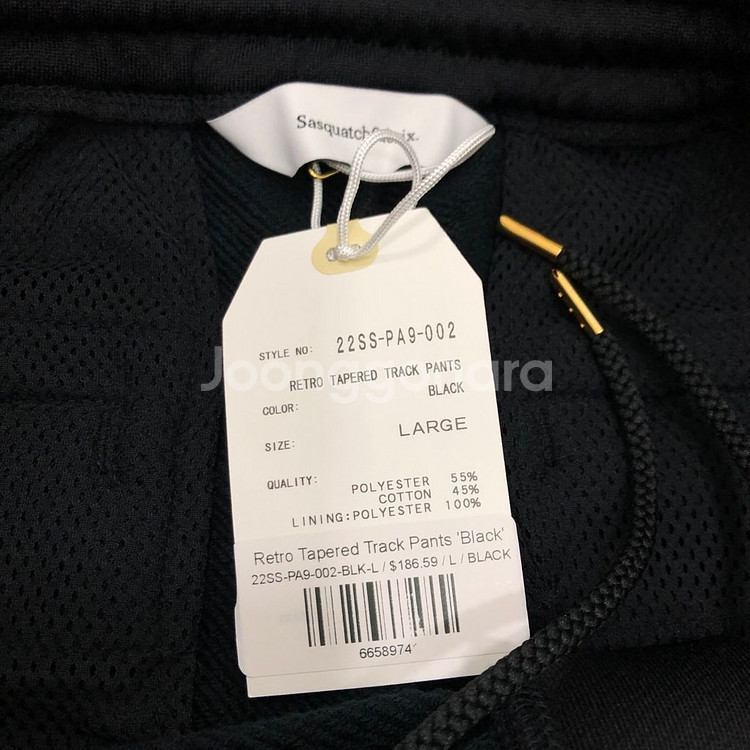 Sasquatchfabrix.
STYLE NO: 22SS-PA9-002
RETRO TAPERED TRACK PANTS
COLOR: BLACK
SIZE: LARGE
QUALITY:
POLYESTER 55%
COTTON 45%
LINING:POLYESTER 100%
Retro Tapered Track Pants 'Black'
22SS-PA9-002-BLK-L / $186.59 / L / BLACK
6658974
Joonggonara